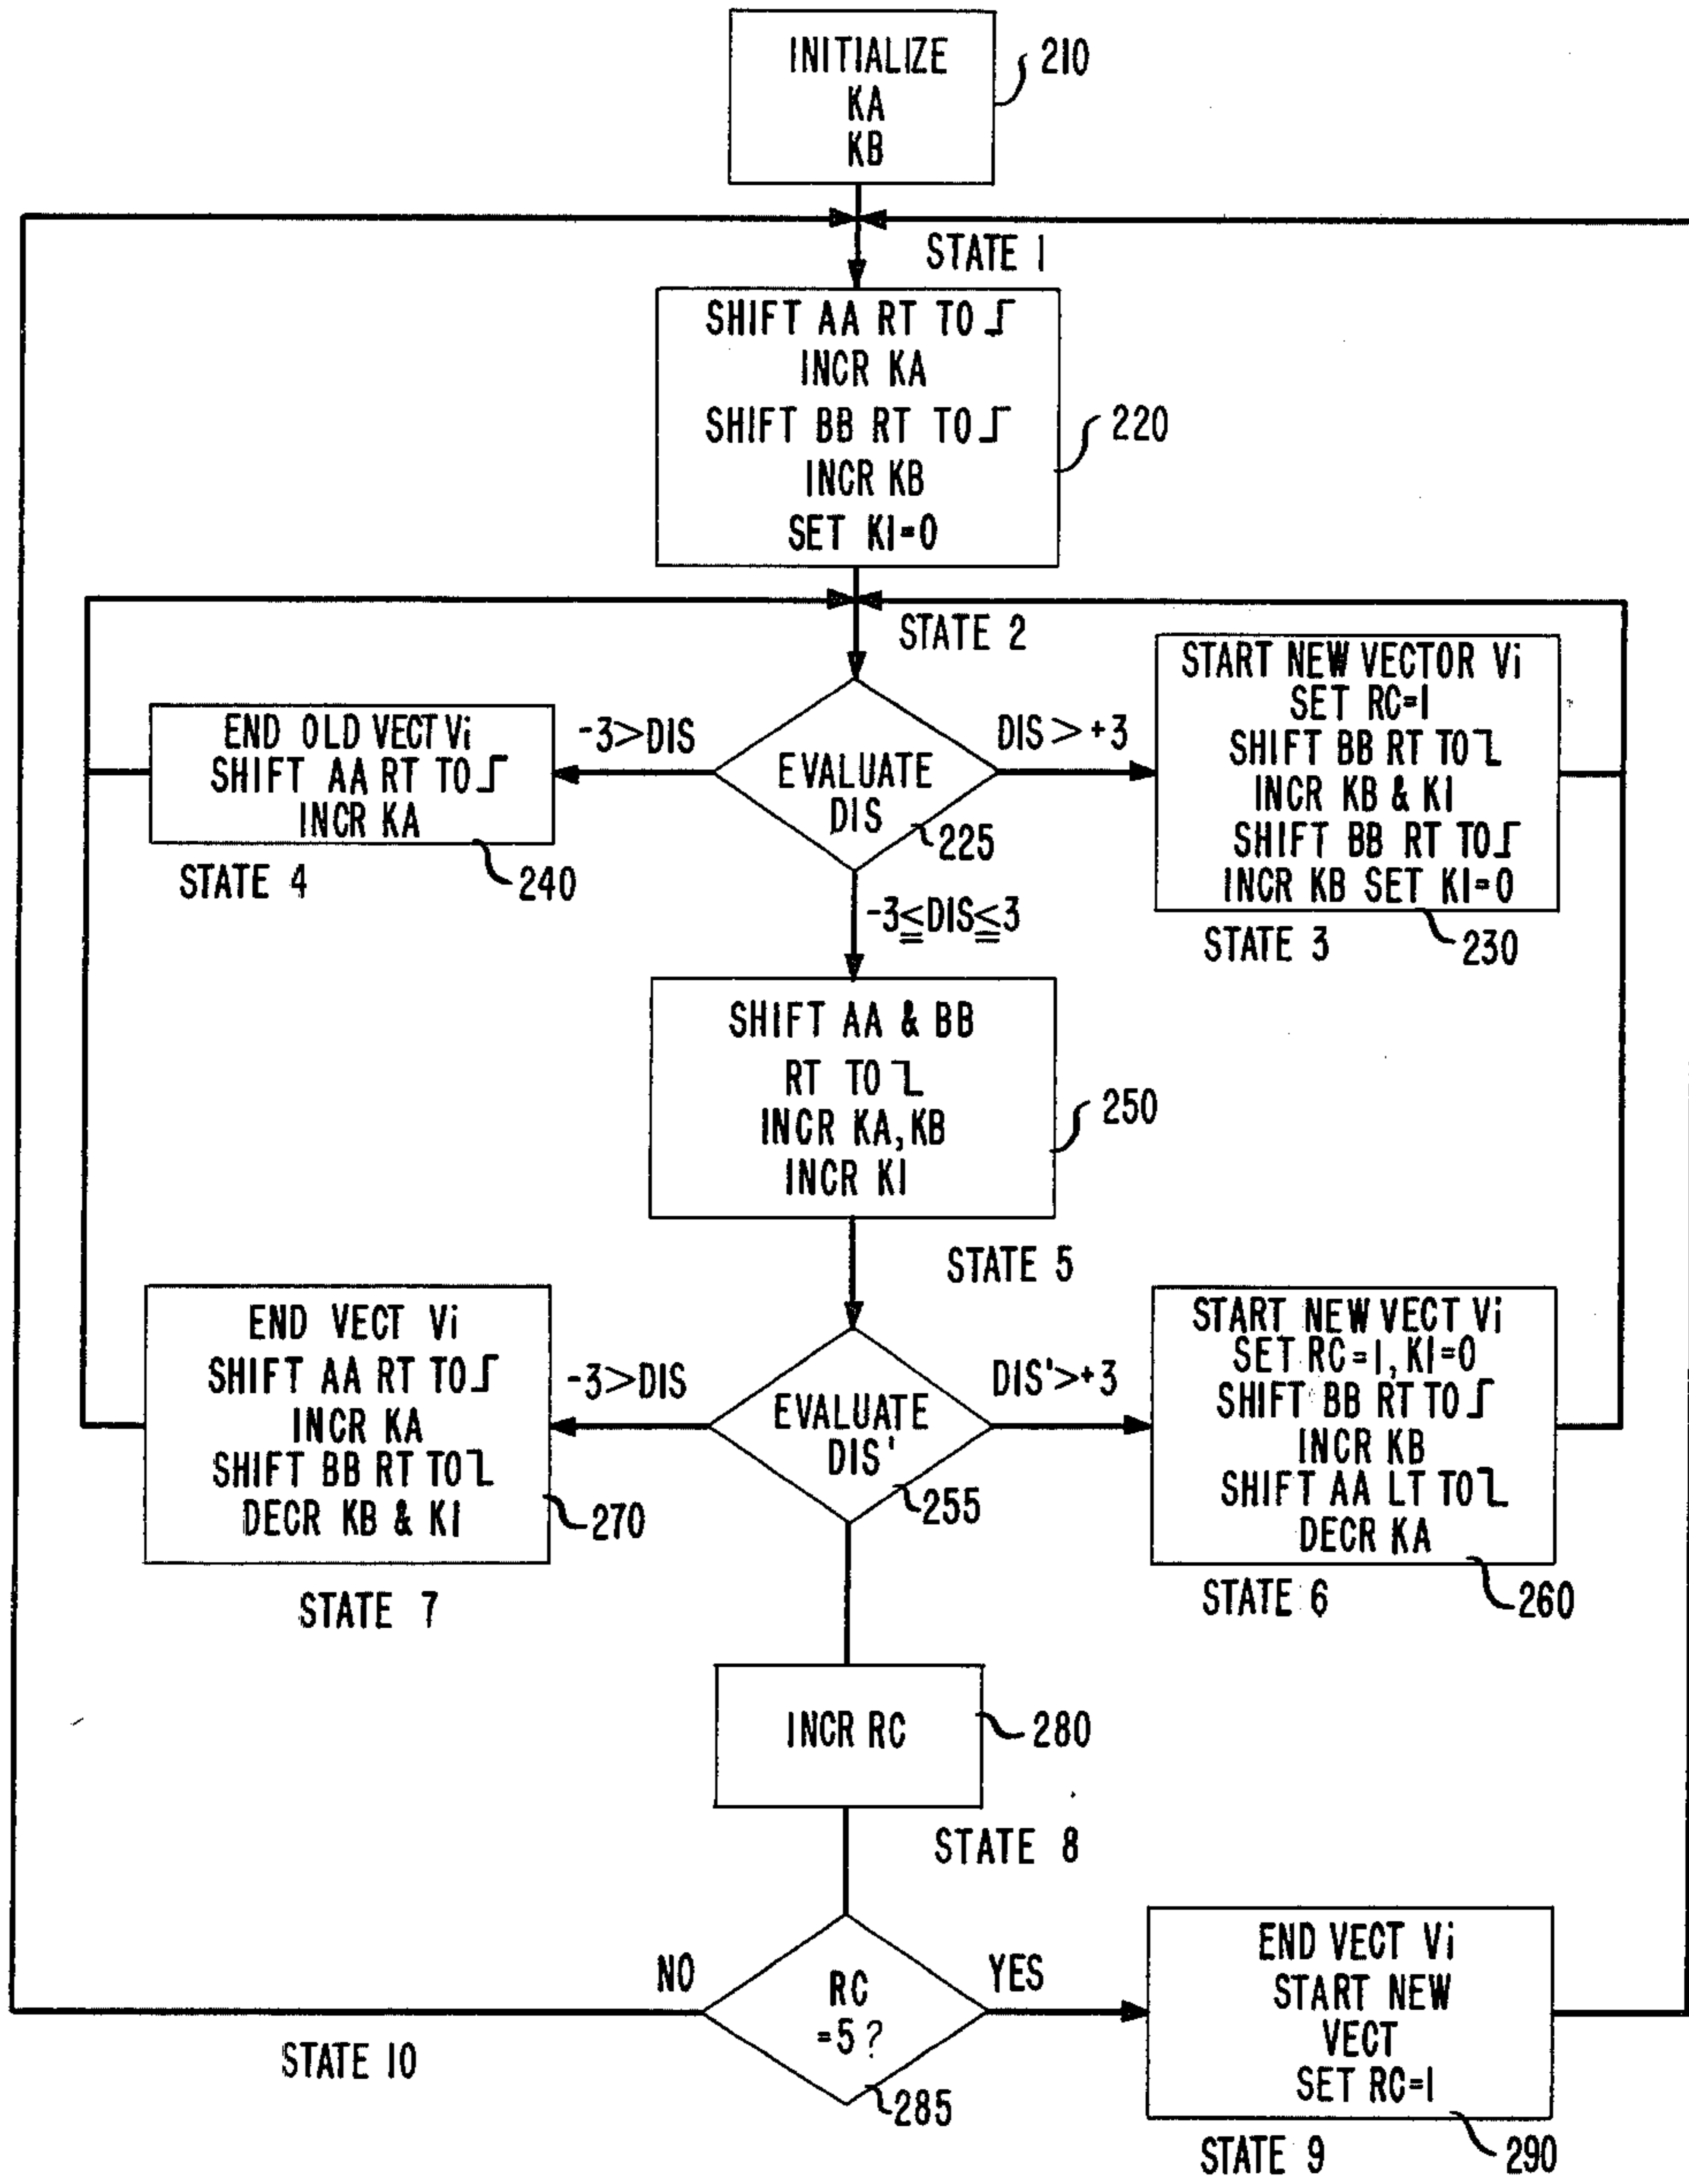 INITIALIZE
KA
KB
210
STATE 1
SHIFT AA RT TO
INCR KA
SHIFT BB RT TO
INCR KB
SET KI=0
220
STATE 2
EVALUATE
DIS
225
-3>DIS
DIS>+3
-3≦DIS≦3
END OLD VECT Vi
SHIFT AA RT TO
INCR KA
STATE 4
240
START NEW VECTOR Vi
SET RC=1
SHIFT BB RT TO
INCR KB & KI
SHIFT BB RT TO
INCR KB SET KI=0
STATE 3
230
SHIFT AA & BB
RT TO
INCR KA, KB
INCR KI
250
STATE 5
EVALUATE
DIS'
255
-3>DIS
DIS'>+3
END VECT Vi
SHIFT AA RT TO
INCR KA
SHIFT BB RT TO
DECR KB & KI
270
STATE 7
START NEW VECT Vi
SET RC=1, KI=0
SHIFT BB RT TO
INCR KB
SHIFT AA LT TO
DECR KA
STATE 6
260
INCR RC
280
STATE 8
NO
RC
=5?
YES
285
STATE 10
END VECT Vi
START NEW
VECT
SET RC=1
STATE 9
290